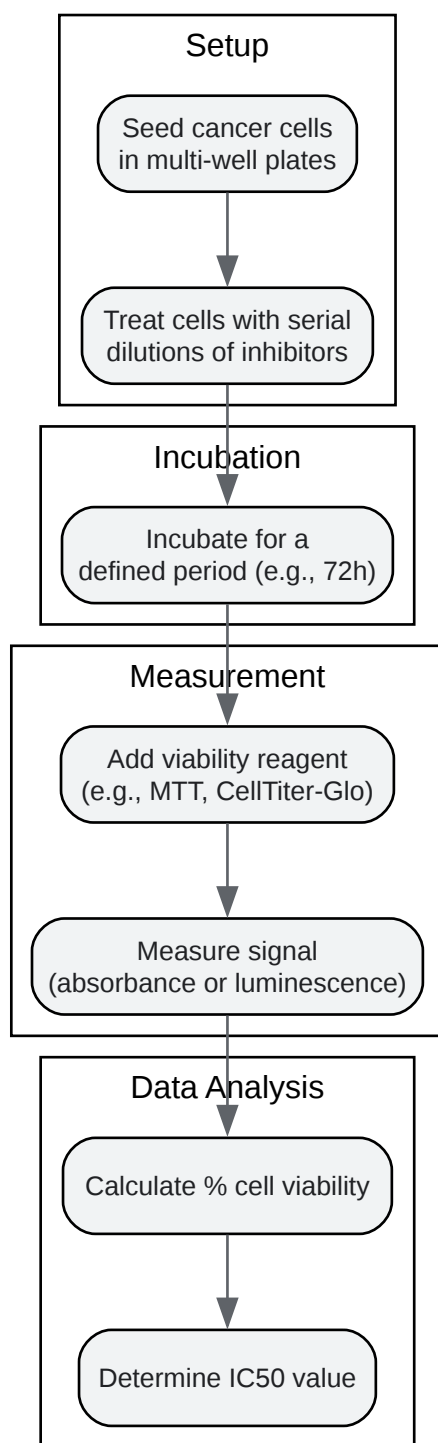 Setup
Seed cancer cells
in multi-well plates
Treat cells with serial
dilutions of inhibitors
Incubation
Incubate for a
defined period (e.g., 72h)
Measurement
Add viability reagent
(e.g., MTT, CellTiter-Glo)
Measure signal
(absorbance or luminescence)
Data Analysis
Calculate % cell viability
Determine IC50 value